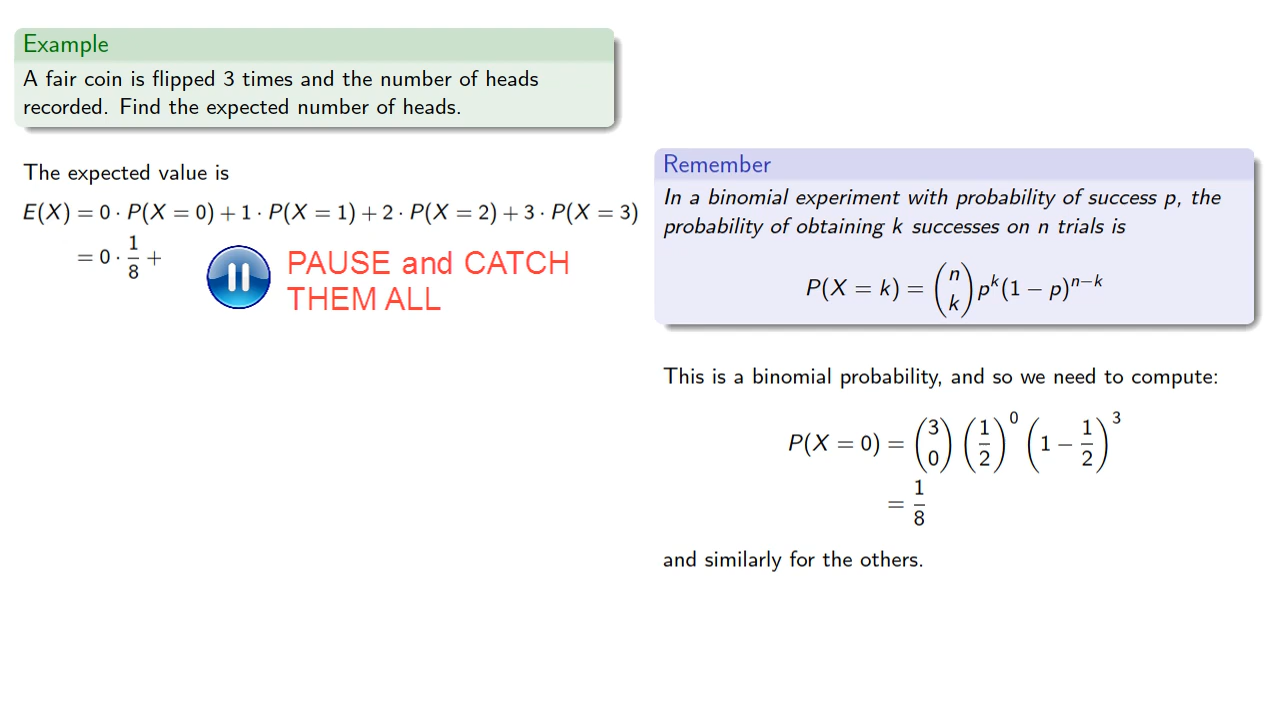 Example
A fair coin is flipped 3 times and the number of heads
recorded. Find the expected number of heads.
The expected value is
E(X) = 0 · P(X = 0) + 1 · P(X = 1) + 2 · P(X = 2) + 3 · P(X = 3)
= 0 · 1/8 +
PAUSE and CATCH
THEM ALL
Remember
In a binomial experiment with probability of success p, the
probability of obtaining k successes on n trials is
P(X = k) = (n k) p^k (1 − p)^{n−k}
This is a binomial probability, and so we need to compute:
P(X = 0) = (3 0) (1/2)^0 (1 − 1/2)^3
= 1/8
and similarly for the others.